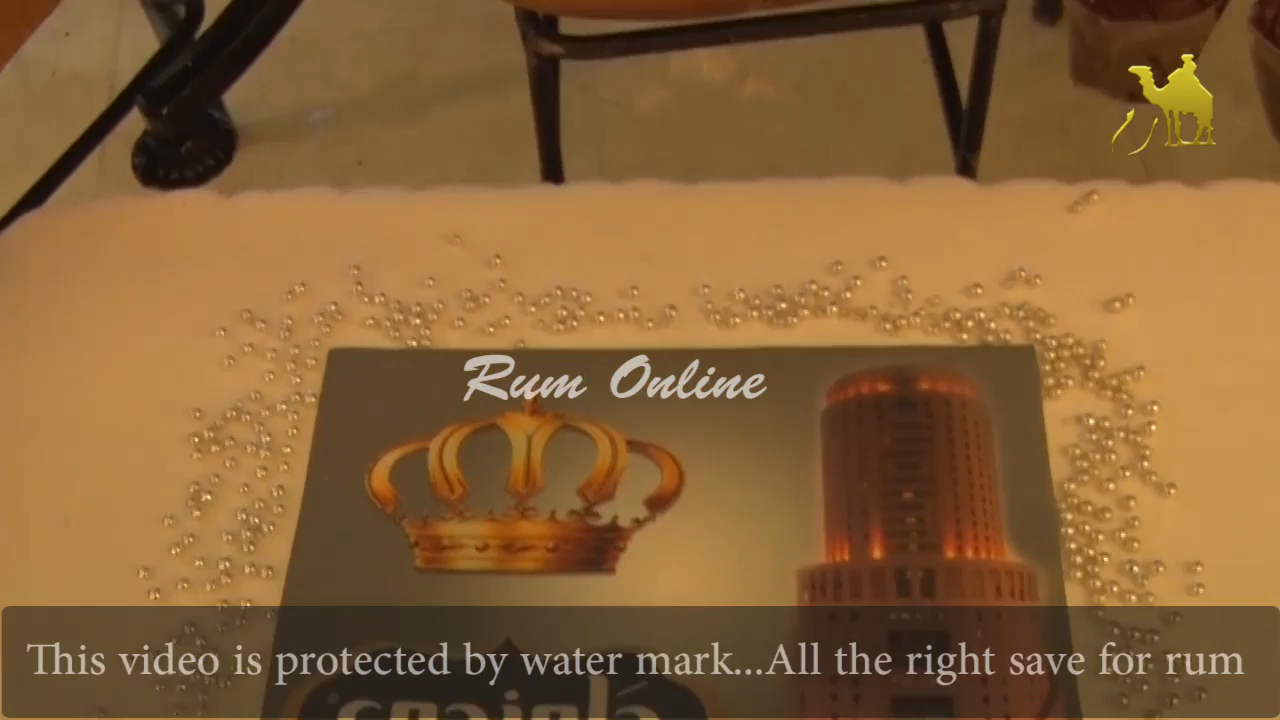 Rum Online
This video is protected by water mark...All the right save for rum